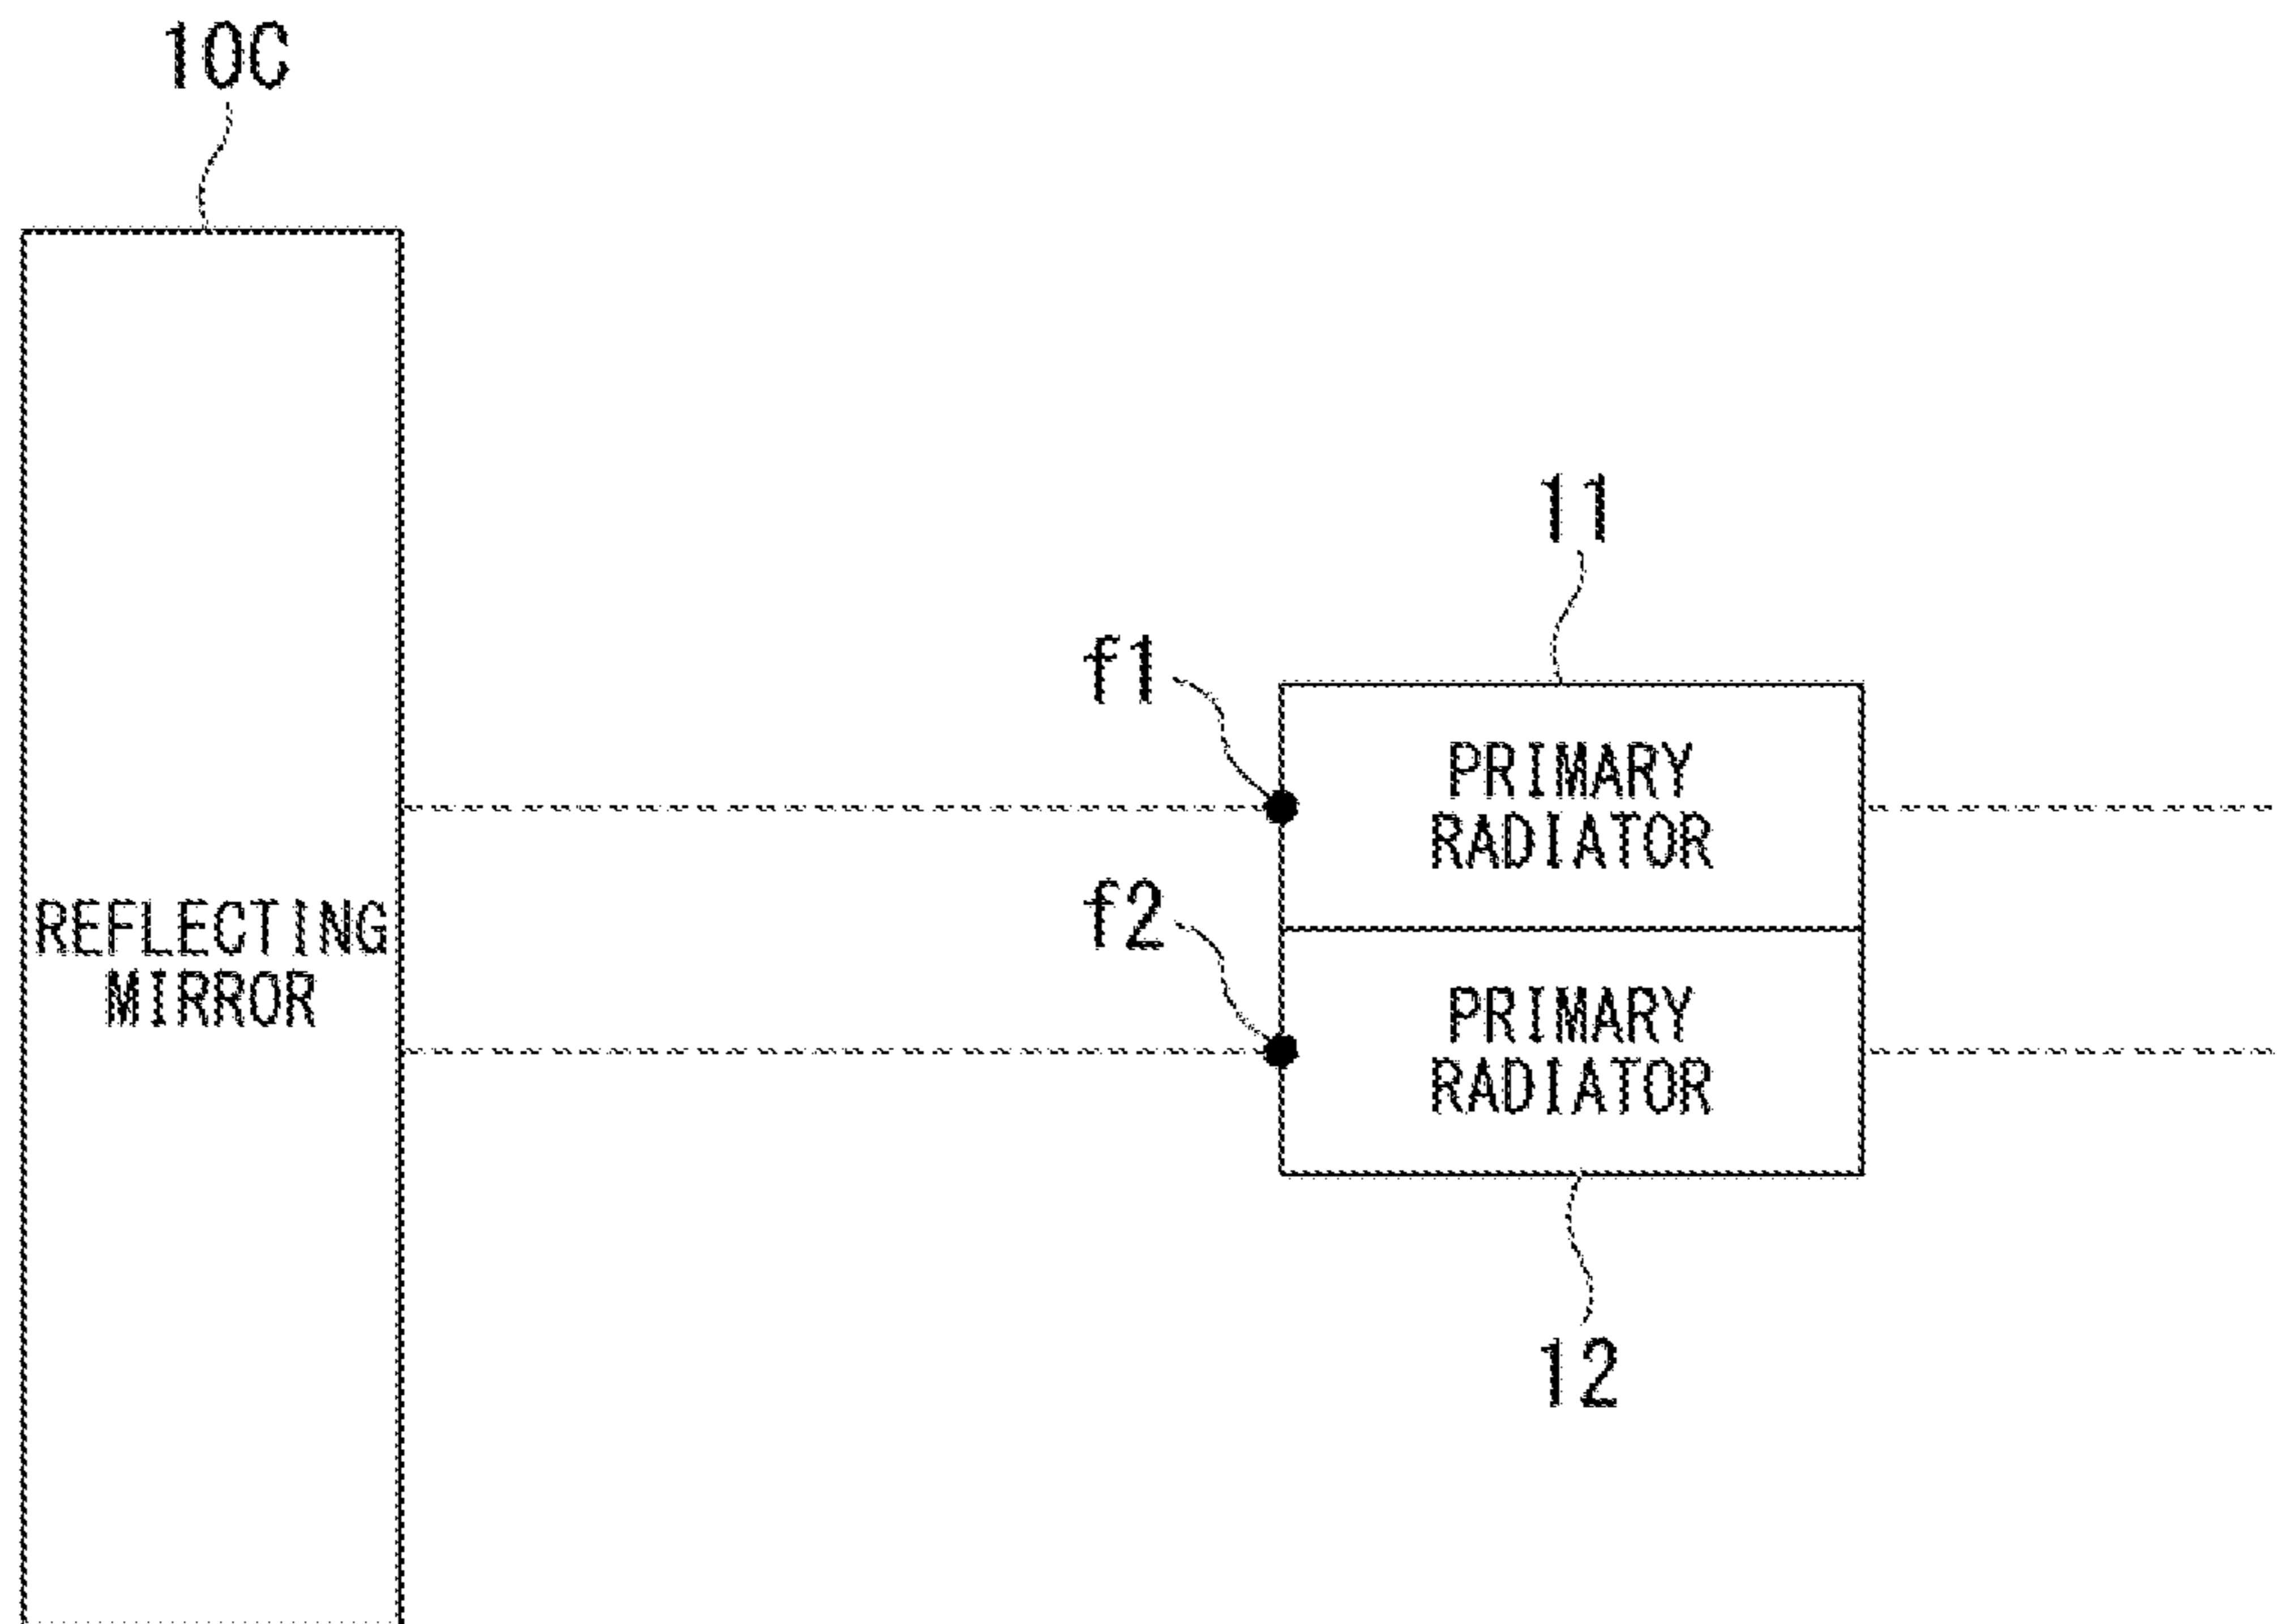 10C
11
f1
PRIMARY
RADIATOR
f2
REFLECTING
MIRROR
PRIMARY
RADIATOR
12